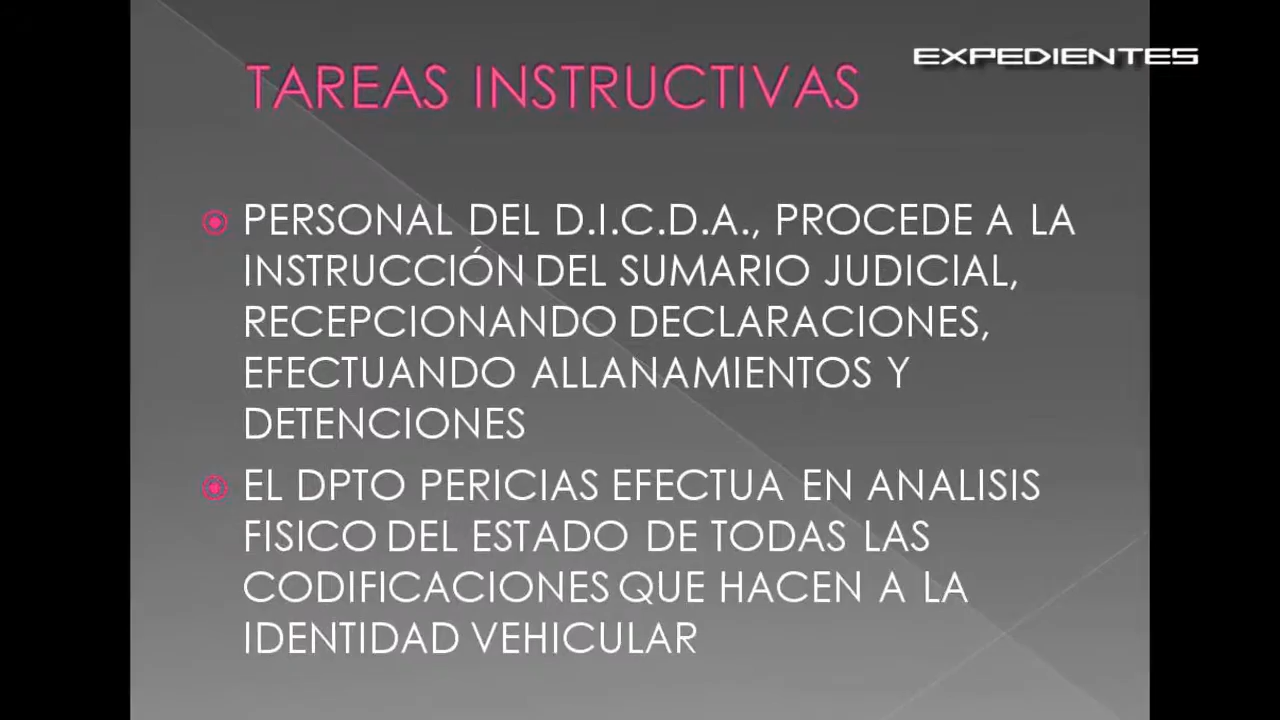 EXPEDIENTES
TAREAS INSTRUCTIVAS
PERSONAL DEL D.I.C.D.A., PROCEDE A LA
INSTRUCCIÓN DEL SUMARIO JUDICIAL,
RECEPCIONANDO DECLARACIONES,
EFECTUANDO ALLANAMIENTOS Y
DETENCIONES
EL DPTO PERICIAS EFECTUA EN ANALISIS
FISICO DEL ESTADO DE TODAS LAS
CODIFICACIONES QUE HACEN A LA
IDENTIDAD VEHICULAR